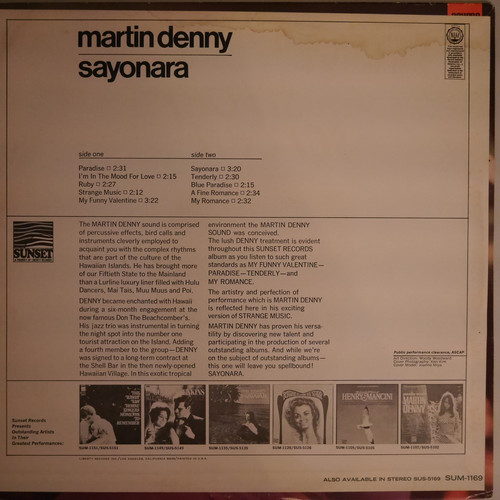 martin denny
sayonara
side one
Paradise □ 2:31
I'm In The Mood For Love □ 2:15
Ruby □ 2:27
Strange Music □ 2:12
My Funny Valentine □ 3:22
side two
Sayonara □ 3:20
Tenderly □ 2:30
Blue Paradise □ 2:15
A Fine Romance □ 2:34
My Romance □ 2:32
SUNSET
The MARTIN DENNY sound is comprised
of percussive effects, bird calls and
instruments cleverly employed to
acquaint you with the complex rhythms
that are part of the culture of the
Hawaiian Islands. He has brought more
of our Fiftieth State to the Mainland
than a Lurline luxury liner filled with Hulo
Dancers, Mai Tais, Muu Muus and Poi.
DENNY became enchanted with Hawaii
during a six-month engagement at the
now famous Don The Beachcomber's.
His jazz trio was instrumental in turning
the night spot into the number one
tourist attraction on the Island. Adding
a fourth member to the group—DENNY
was signed to a long-term contract at
the Shell Bar in the then newly-opened
Hawaiian Village. In this exotic tropical
environment the MARTIN DENNY
SOUND was conceived.
The lush DENNY treatment is evident
throughout this SUNSET RECORDS
album as you listen to such great
standards as MY FUNNY VALENTINE—
PARADISE—TENDERLY—and
MY ROMANCE.
The artistry and perfection of
performance which is MARTIN DENNY
is reflected here in his exciting
version of STRANGE MUSIC.
MARTIN DENNY has proven his versa-
tility by discovering new talent and
participating in the production of several
outstanding albums. And while we're
on the subject of outstanding albums—
this one will leave you spellbound!
SAYONARA.
Public performance clearance, ASCAP
Art Direction: Woody Woodward
Sunset Records
Presents
Outstanding Artists
In Their
Greatest Performances:
HENRY MANCINI
MARTIN
DENNY
ALSO AVAILABLE IN STEREO SUS-5169
SUM-1169